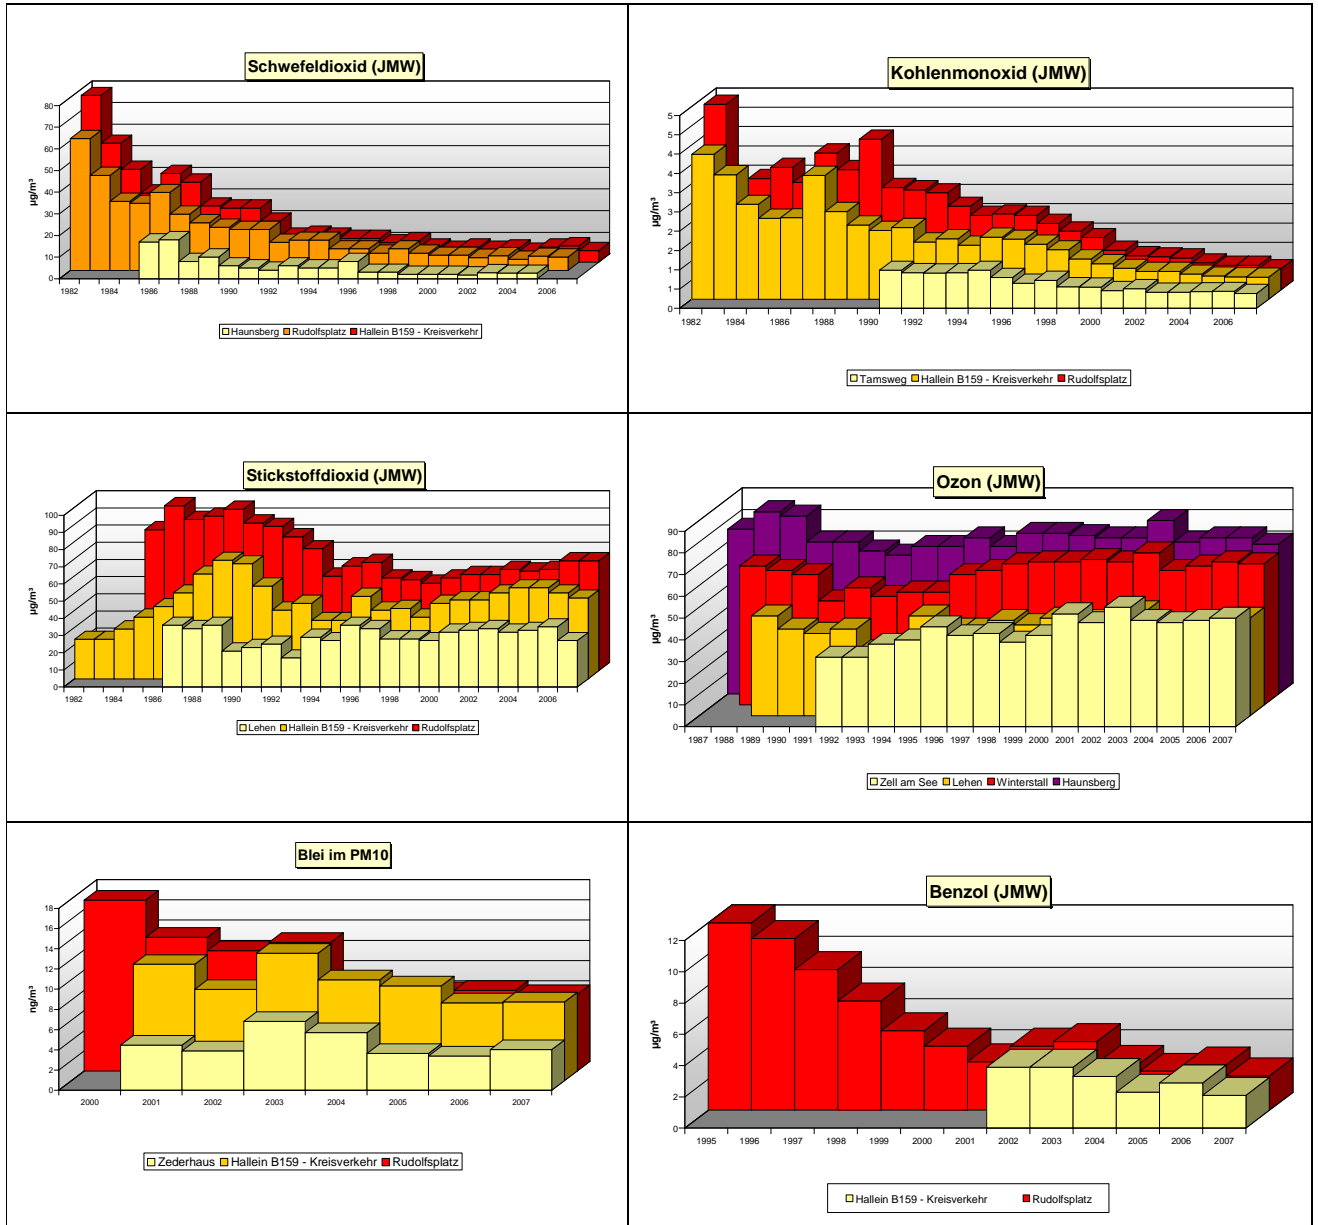 Schwefeldioxid (JMW)
µg/m³
80
70
60
50
40
30
20
10
0
1982 1984 1986 1988 1990 1992 1994 1996 1998 2000 2002 2004 2006
Haunsberg Rudolfsplatz Hallein B159 - Kreisverkehr
Kohlenmonoxid (JMW)
µg/m³
5
5
4
4
3
3
2
2
1
1
0
1982 1984 1986 1988 1990 1992 1994 1996 1998 2000 2002 2004 2006
Tamsweg Hallein B159 - Kreisverkehr Rudolfsplatz
Stickstoffdioxid (JMW)
µg/m³
100
90
80
70
60
50
40
30
20
10
0
1982 1984 1986 1988 1990 1992 1994 1996 1998 2000 2002 2004 2006
Lehen Hallein B159 - Kreisverkehr Rudolfsplatz
Ozon (JMW)
µg/m³
90
80
70
60
50
40
30
20
10
0
1987 1988 1989 1990 1991 1992 1993 1994 1995 1996 1997 1998 1999 2000 2001 2002 2003 2004 2005 2006 2007
Zell am See Lehen Winterstall Haunsberg
Blei im PM10
ng/m³
18
16
14
12
10
8
6
4
2
0
2000 2001 2002 2003 2004 2005 2006 2007
Zederhaus Hallein B159 - Kreisverkehr Rudolfsplatz
Benzol (JMW)
µg/m³
12
10
8
6
4
2
0
1995 1996 1997 1998 1999 2000 2001 2002 2003 2004 2005 2006 2007
Hallein B159 - Kreisverkehr Rudolfsplatz